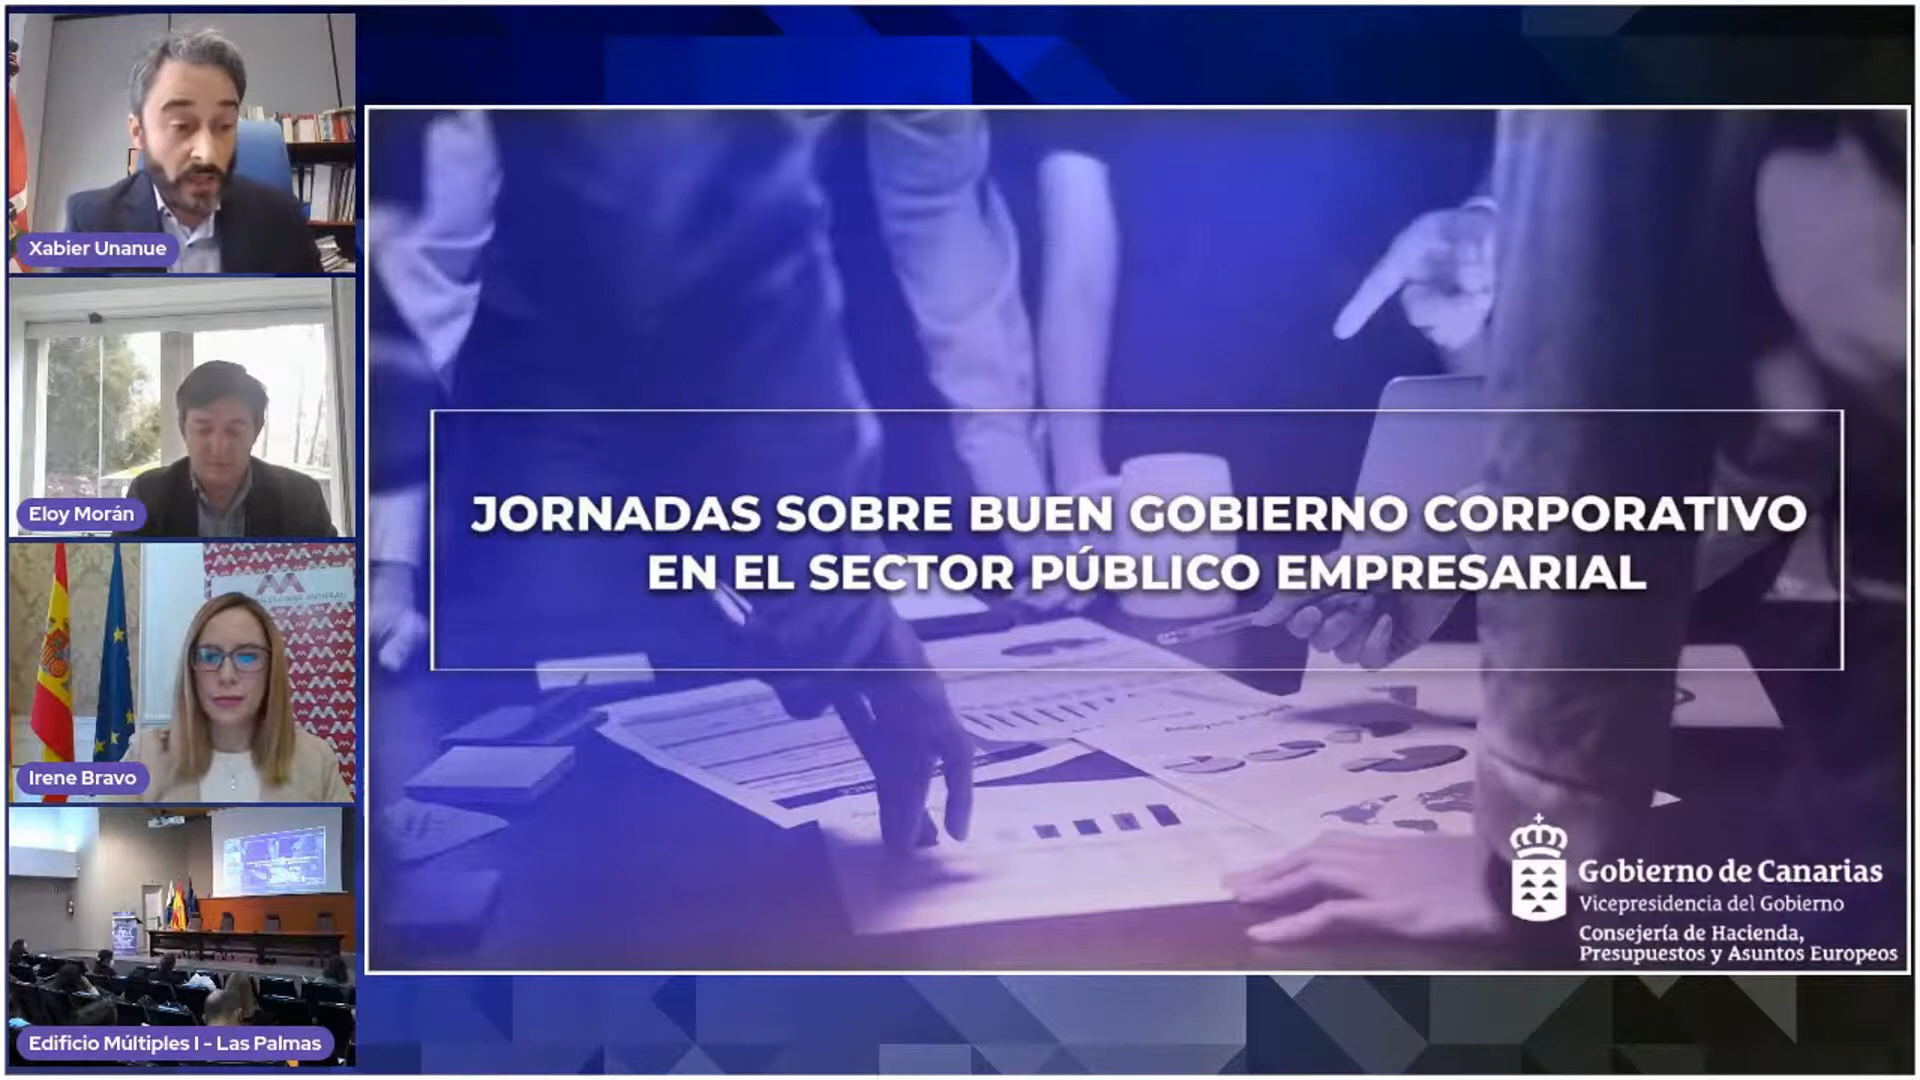 Xabier Unanue
Eloy Morán
Irene Bravo
Edificio Múltiples I - Las Palmas
JORNADAS SOBRE BUEN GOBIERNO CORPORATIVO
EN EL SECTOR PÚBLICO EMPRESARIAL
Gobierno de Canarias
Vicepresidencia del Gobierno
Consejería de Hacienda,
Presupuestos y Asuntos Europeos